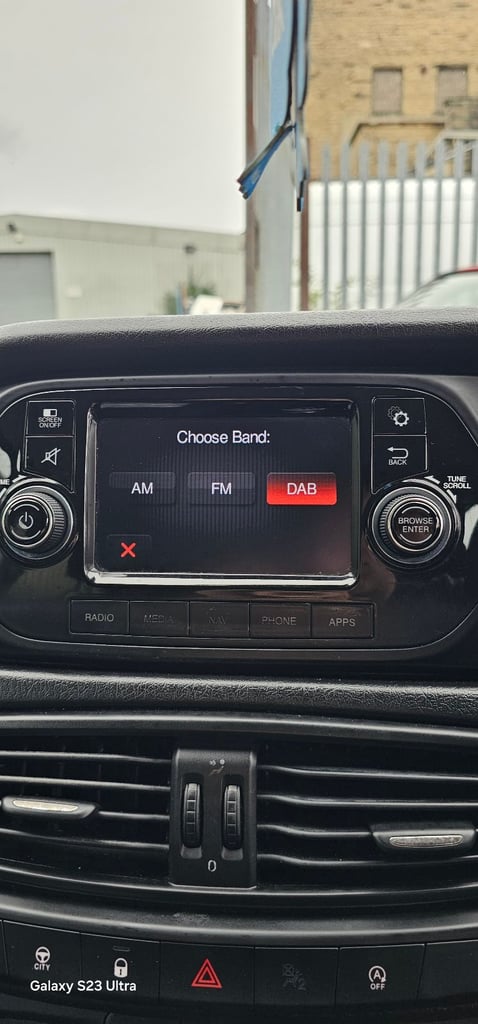 SCREEN
ON/OFF
Choose Band:
AM FM DAB
BACK
TUNE
SCROLL
BROWSE
ENTER
RADIO MEDIA NAV PHONE APPS
0
CITY
A
OFF
Galaxy S23 Ultra